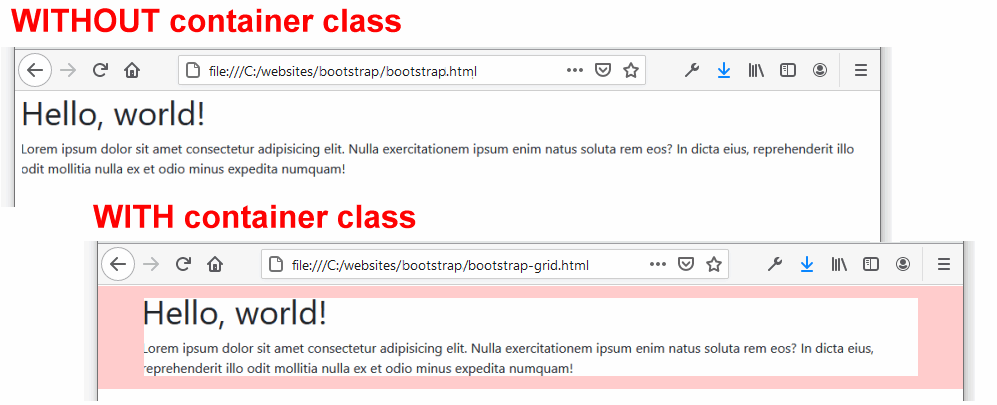 WITHOUT container class
file:///C:/websites/bootstrap/bootstrap.html
Hello, world!
Lorem ipsum dolor sit amet consectetur adipisicing elit. Nulla exercitationem ipsum enim natus soluta rem eos? In dicta eius, reprehenderit illo
odit mollitia nulla ex et odio minus expedita numquam!
WITH container class
file:///C:/websites/bootstrap/bootstrap-grid.html
Hello, world!
Lorem ipsum dolor sit amet consectetur adipisicing elit. Nulla exercitationem ipsum enim natus soluta rem eos? In dicta eius,
reprehenderit illo odit mollitia nulla ex et odio minus expedita numquam!